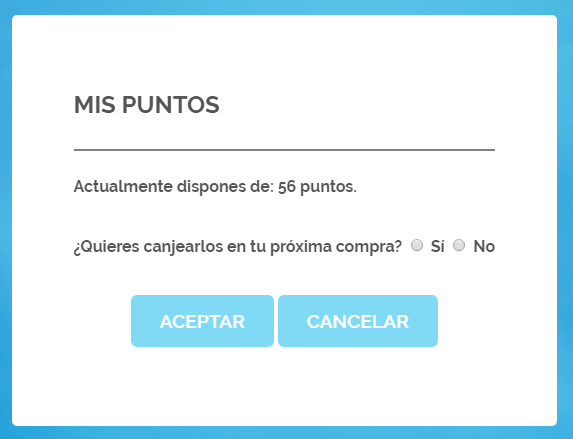 MIS PUNTOS
Actualmente dispones de: 56 puntos.
¿Quieres canjearlos en tu próxima compra? Sí No
ACEPTAR CANCELAR